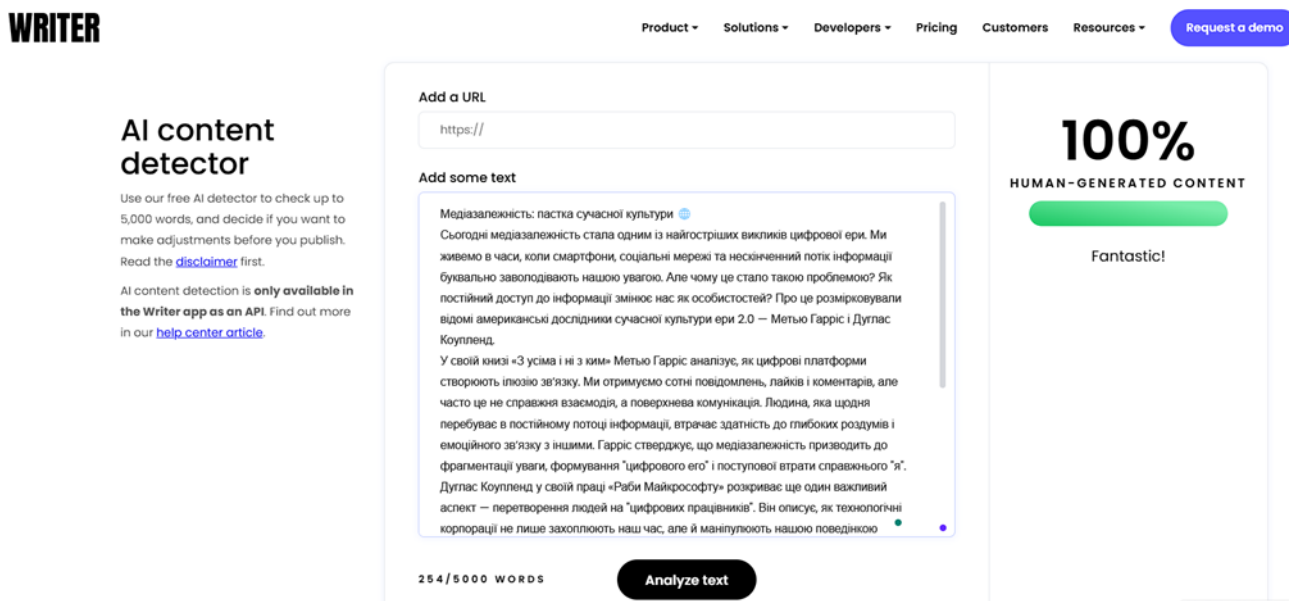 WRITER
Product
Solutions
Developers
Pricing
Customers
Resources
Request a demo
AI content
detector
Use our free AI detector to check up to
5,000 words, and decide if you want to
make adjustments before you publish.
Read the disclaimer first.
AI content detection is only available in
the Writer app as an API. Find out more
in our help center article.
Add a URL
https://
Add some text
Медіазалежність: пастка сучасної культури 🌐
Сьогодні медіазалежність стала одним із найгостріших викликів цифрової ери. Ми
живемо в часи, коли смартфони, соціальні мережі та нескінченний потік інформації
буквально заволодівають нашою увагою. Але чому це стало такою проблемою? Як
постійний доступ до інформації змінює нас як особистостей? Про це розмірковували
відомі американські дослідники сучасної культури ери 2.0 — Метью Гарріс і Дуглас
Коупленд.
У своїй книзі «З усіма і ні з ким» Метью Гарріс аналізує, як цифрові платформи
створюють ілюзію зв'язку. Ми отримуємо сотні повідомлень, лайків і коментарів, але
часто це не справжня взаємодія, а поверхнева комунікація. Людина, яка щодня
перебуває в постійному потоці інформації, втрачає здатність до глибоких роздумів і
емоційного зв'язку з іншими. Гарріс стверджує, що медіазалежність призводить до
фрагментації уваги, формування "цифрового его" і поступової втрати справжнього "я".
Дуглас Коупленд у своїй праці «Раби Майкрософту» розкриває ще один важливий
аспект — перетворення людей на "цифрових працівників". Він описує, як технологічні
корпорації не лише захоплюють наш час, але й маніпулюють нашою поведінкою
254/5000 WORDS
Analyze text
100%
HUMAN-GENERATED CONTENT
Fantastic!